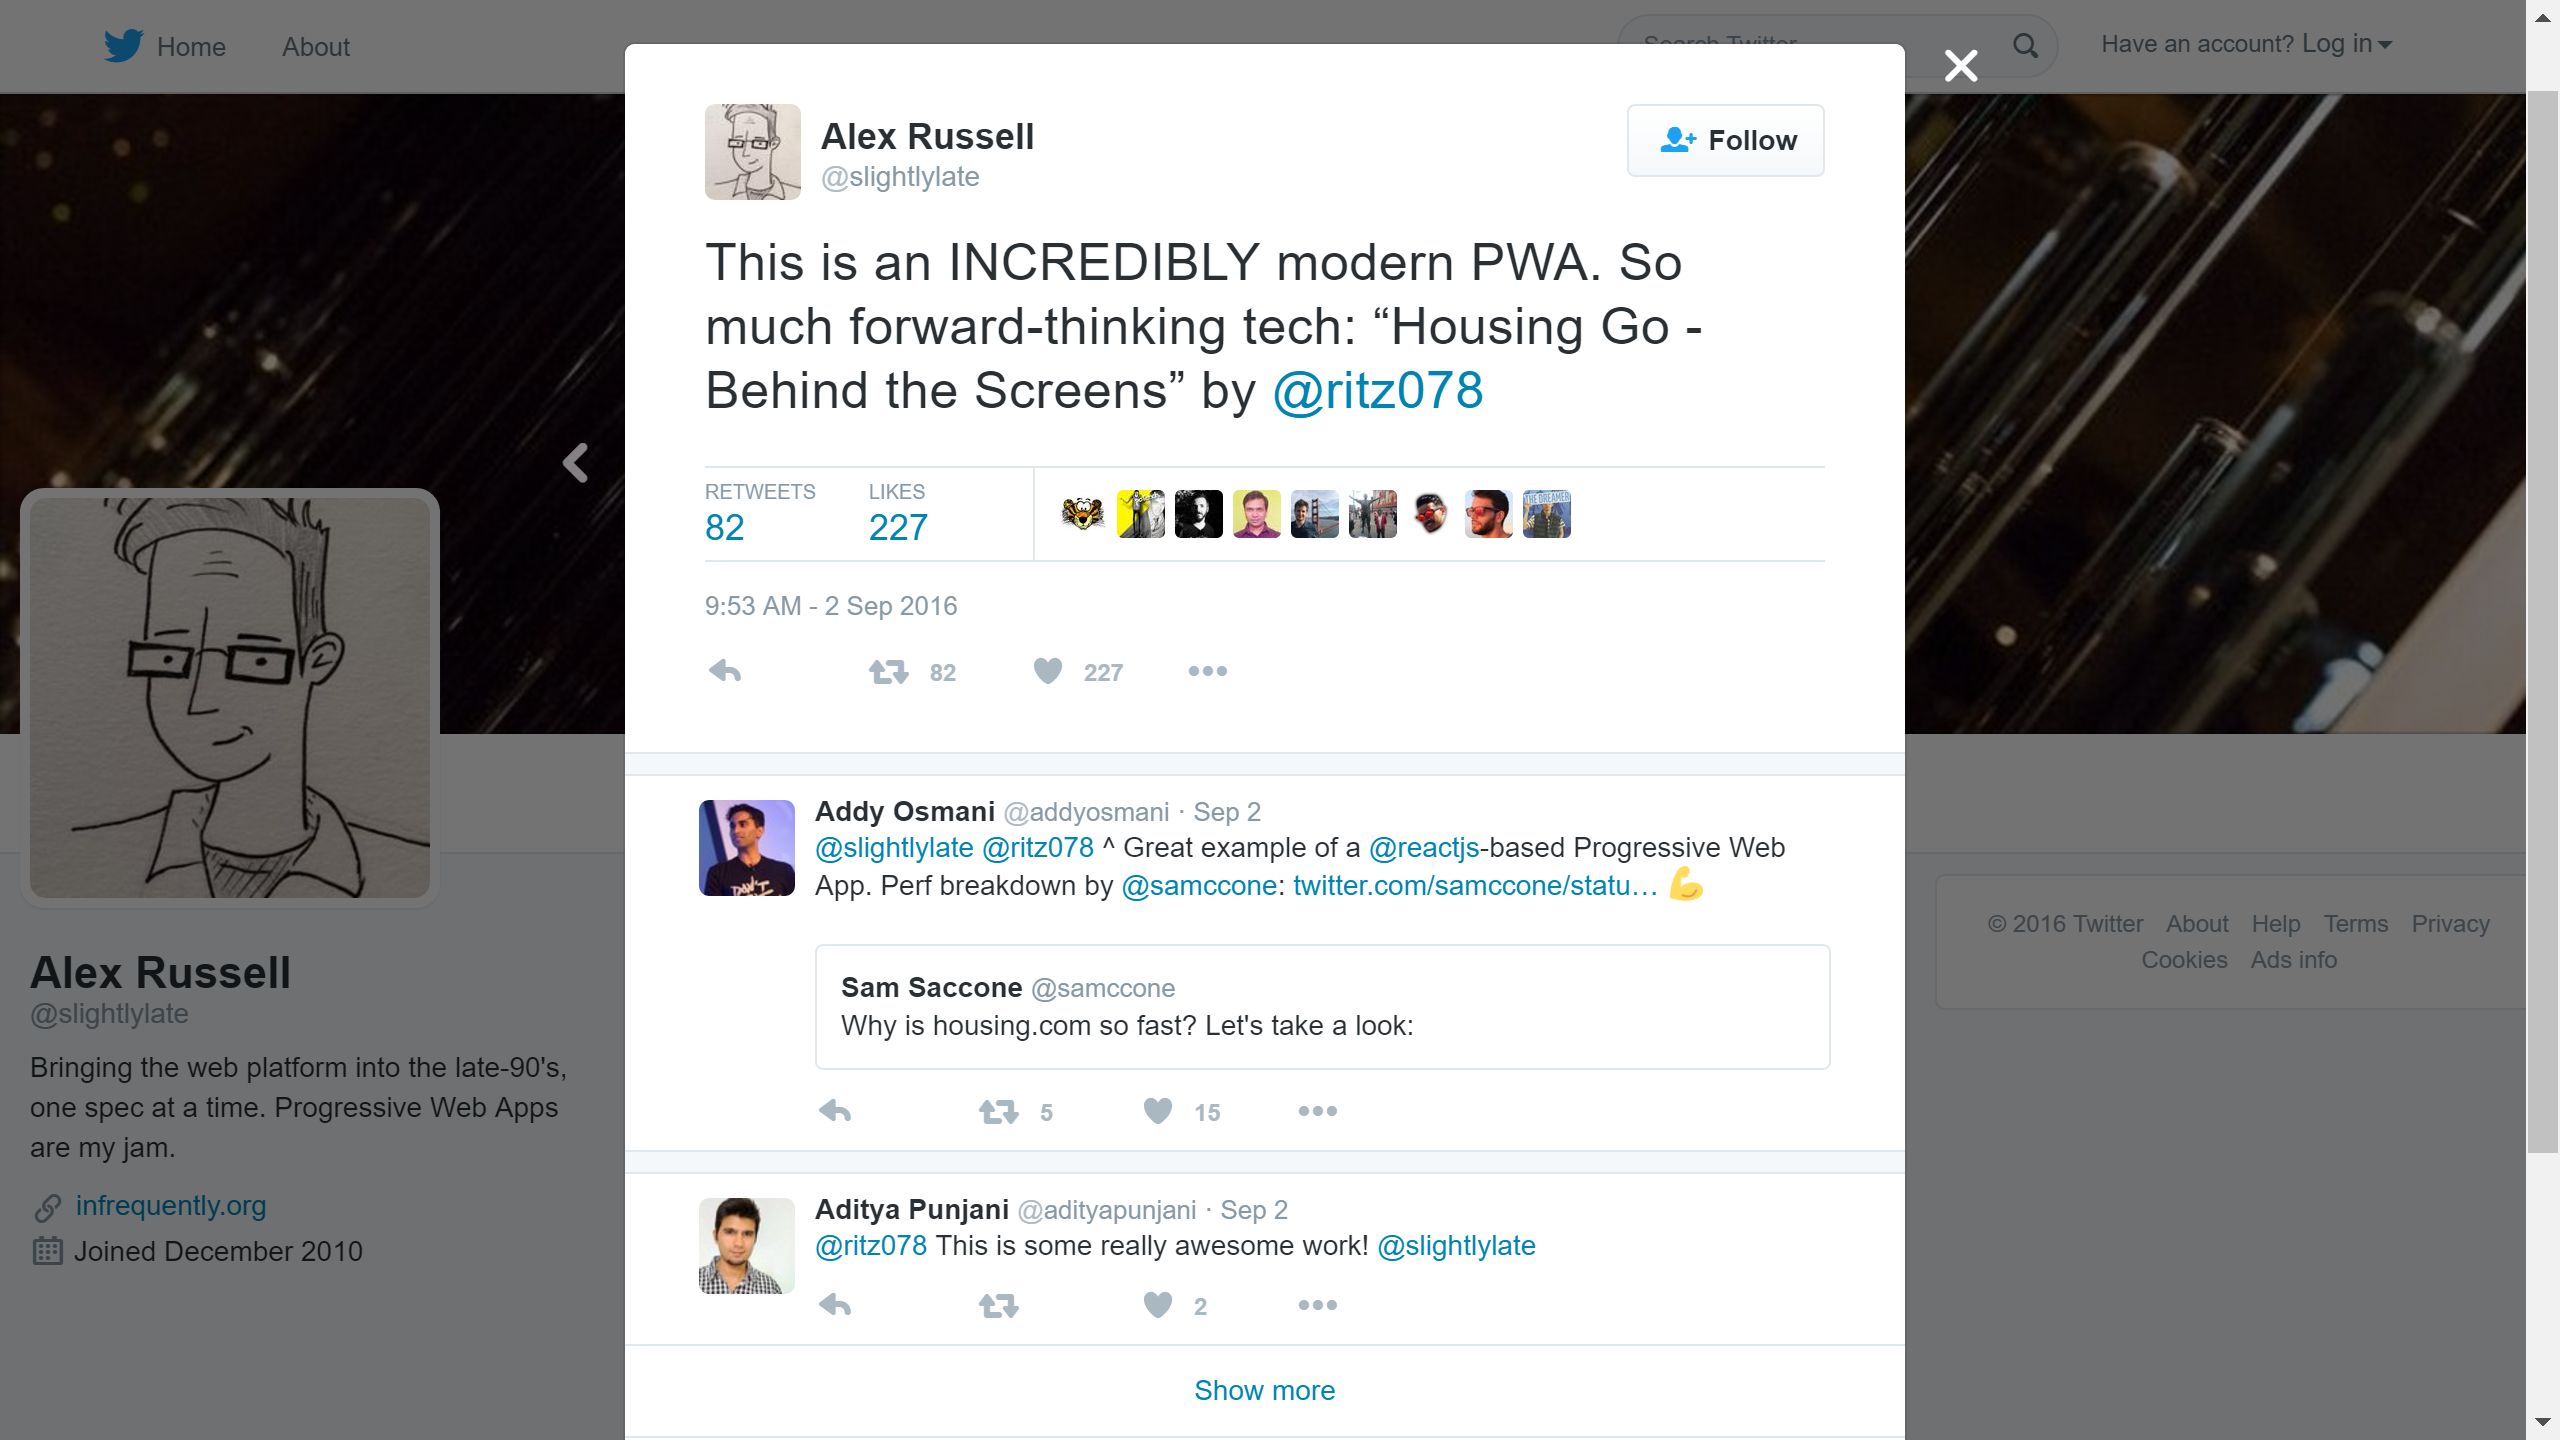 Home
About
Have an account? Log in
Alex Russell
@slightlylate
Follow
This is an INCREDIBLY modern PWA. So
much forward-thinking tech: “Housing Go -
Behind the Screens” by @ritz078
RETWEETS
82
LIKES
227
9:53 AM - 2 Sep 2016
82
227
Addy Osmani @addyosmani · Sep 2
@slightlylate @ritz078 ^ Great example of a @reactjs-based Progressive Web
App. Perf breakdown by @samccone: twitter.com/samccone/statu… 💪
Sam Saccone @samccone
Why is housing.com so fast? Let's take a look:
5
15
Aditya Punjani @adityapunjani · Sep 2
@ritz078 This is some really awesome work! @slightlylate
2
Show more
Alex Russell
@slightlylate
Bringing the web platform into the late-90's,
one spec at a time. Progressive Web Apps
are my jam.
infrequently.org
Joined December 2010
© 2016 Twitter About Help Terms Privacy
Cookies Ads info